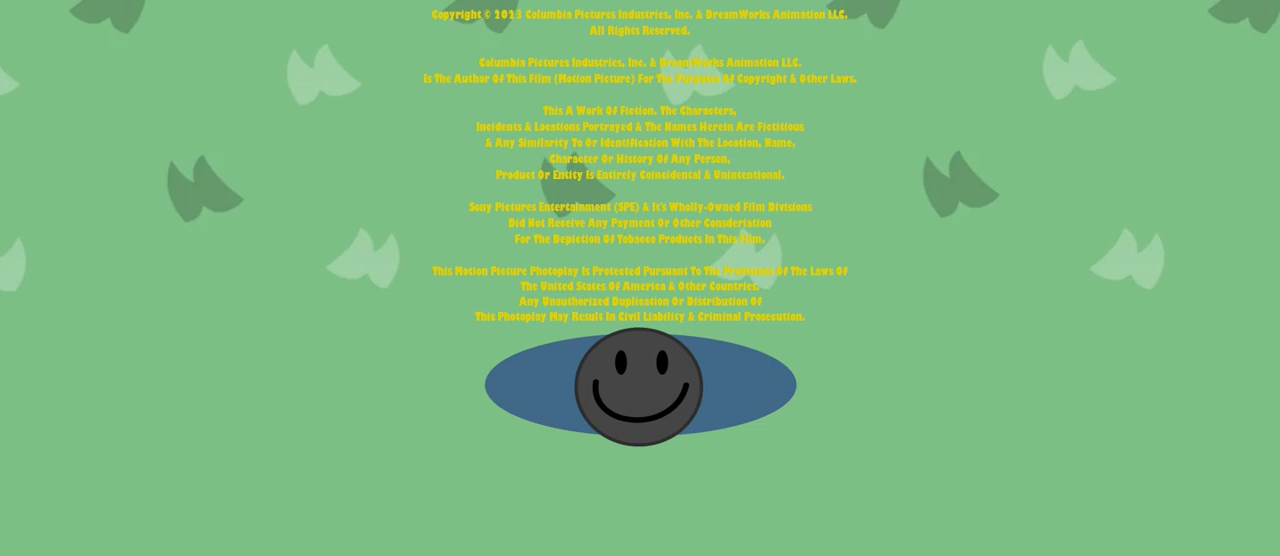 Copyright © 2023 Columbia Pictures Industries, Inc. & DreamWorks Animation LLC.
All Rights Reserved.
Columbia Pictures Industries, Inc. & DreamWorks Animation LLC.
Is The Author Of This Film (Motion Picture) For The Purposes Of Copyright & Other Laws.
This A Work Of Fiction. The Characters,
Incidents & Locations Portrayed & The Names Herein Are Fictitious
& Any Similarity To Or Identification With The Location, Name,
Character Or History Of Any Person,
Product Or Entity Is Entirely Coincidental & Unintentional.
Sony Pictures Entertainment (SPE) & It's Wholly-Owned Film Divisions
Did Not Receive Any Payment Or Other Consderiation
For The Depiction Of Tobacco Products In This Film.
This Motion Picture Photoplay Is Protected Pursuant To The Provisions Of The Laws Of
The United States Of America & Other Countries.
Any Unauthorized Duplication Or Distribution Of
This Photoplay May Result In Civil Liability & Criminal Prosecution.